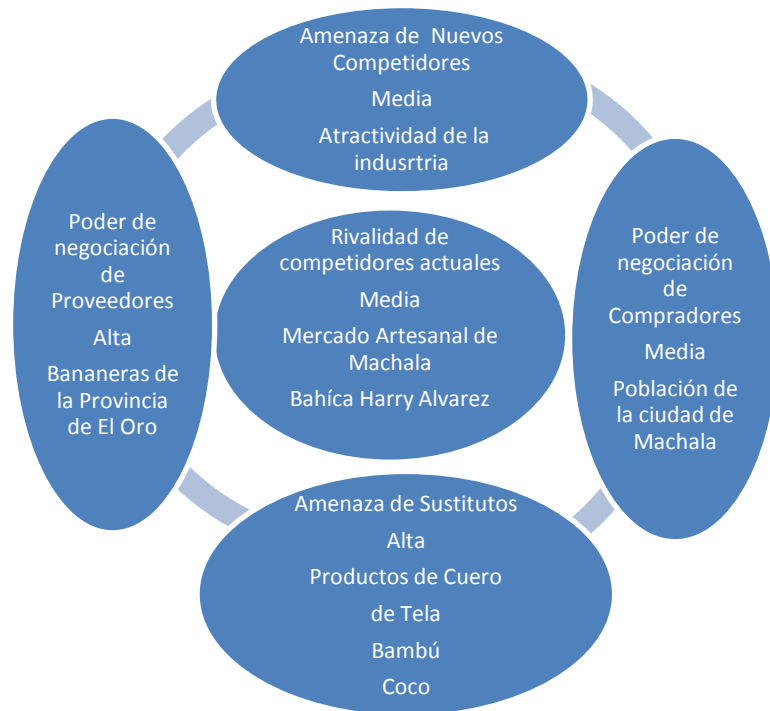 Amenaza de Nuevos
Competidores
Media
Atractividad de la
indusrtria
Poder de
negociación
de
Proveedores
Alta
Bananeras de
la Provincia
de El Oro
Rivalidad de
competidores actuales
Media
Mercado Artesanal de
Machala
Bahíca Harry Alvarez
Poder de
negociación
de
Compradores
Media
Población de
la ciudad de
Machala
Amenaza de Sustitutos
Alta
Productos de Cuero
de Tela
Bambú
Coco